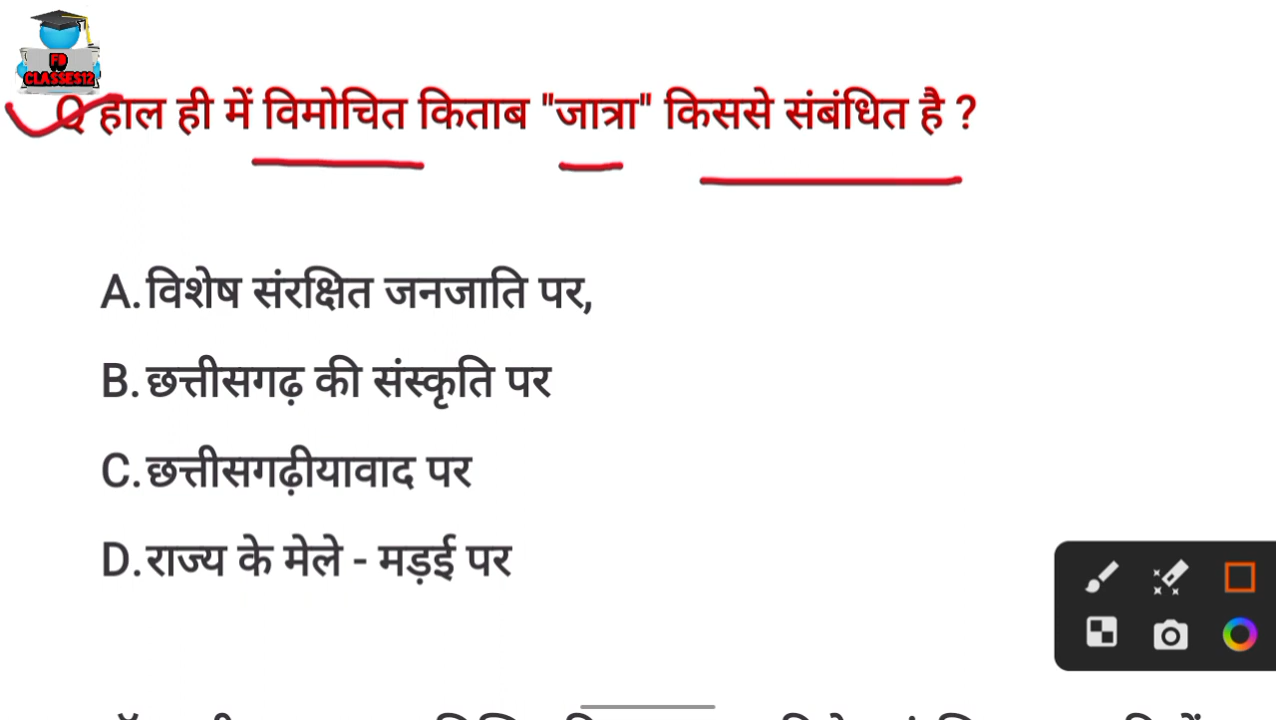 FD
CLASSES12
Q हाल ही में विमोचित किताब "जात्रा" किससे संबंधित है ?
A.विशेष संरक्षित जनजाति पर,
B.छत्तीसगढ़ की संस्कृति पर
C.छत्तीसगढ़ीयावाद पर
D.राज्य के मेले - मड़ई पर